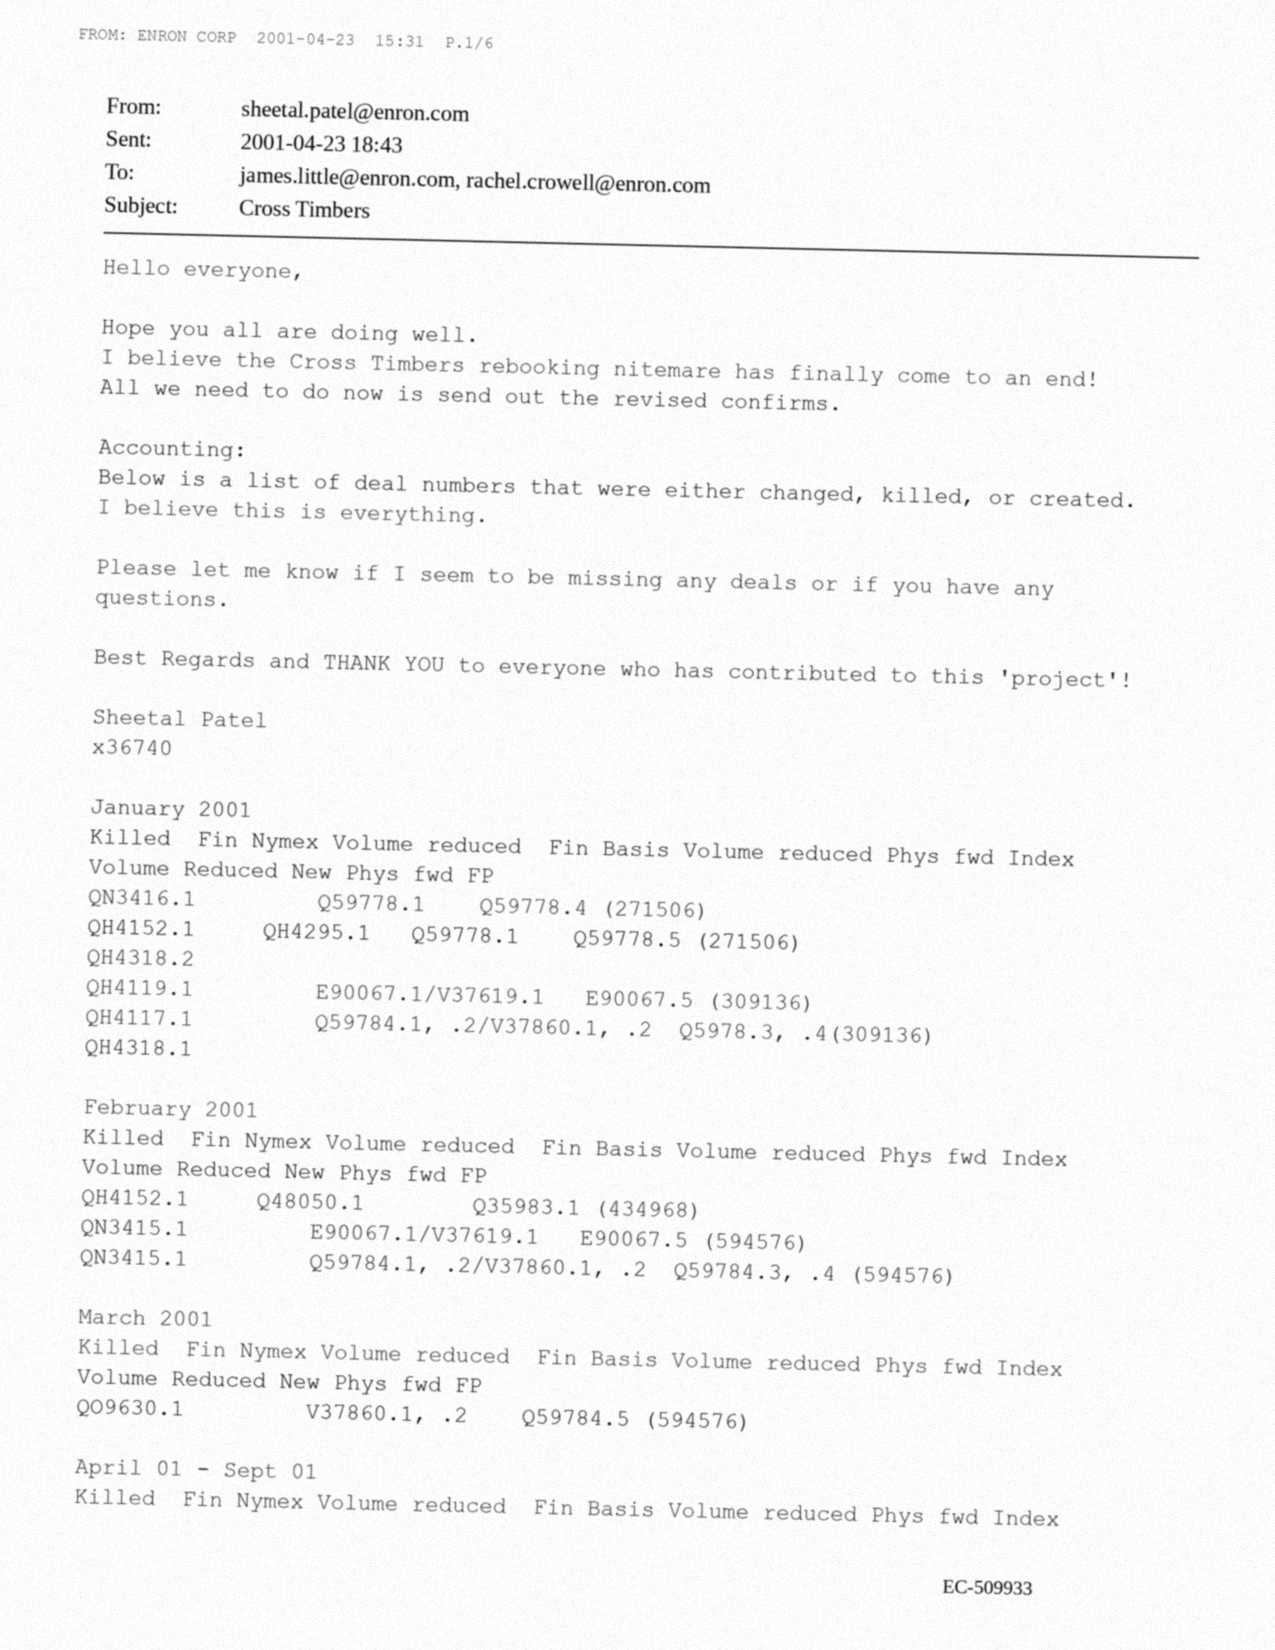 FROM: ENRON CORP  2001-04-23  15:31  P.1/6
From: sheetal.patel@enron.com
Sent: 2001-04-23 18:43
To: james.little@enron.com, rachel.crowell@enron.com
Subject: Cross Timbers
Hello everyone,
Hope you all are doing well.
I believe the Cross Timbers rebooking nitemare has finally come to an end!
All we need to do now is send out the revised confirms.
Accounting:
Below is a list of deal numbers that were either changed, killed, or created.
I believe this is everything.
Please let me know if I seem to be missing any deals or if you have any
questions.
Best Regards and THANK YOU to everyone who has contributed to this 'project'!
Sheetal Patel
x36740
January 2001
Killed  Fin Nymex Volume reduced  Fin Basis Volume reduced Phys fwd Index
Volume Reduced New Phys fwd FP
QN3416.1         Q59778.1    Q59778.4 (271506)
QH4152.1     QH4295.1   Q59778.1    Q59778.5 (271506)
QH4318.2
QH4119.1         E90067.1/V37619.1   E90067.5 (309136)
QH4117.1         Q59784.1, .2/V37860.1, .2  Q5978.3, .4(309136)
QH4318.1
February 2001
Killed  Fin Nymex Volume reduced  Fin Basis Volume reduced Phys fwd Index
Volume Reduced New Phys fwd FP
QH4152.1     Q48050.1        Q35983.1 (434968)
QN3415.1         E90067.1/V37619.1   E90067.5 (594576)
QN3415.1         Q59784.1, .2/V37860.1, .2  Q59784.3, .4 (594576)
March 2001
Killed  Fin Nymex Volume reduced  Fin Basis Volume reduced Phys fwd Index
Volume Reduced New Phys fwd FP
QO9630.1         V37860.1, .2    Q59784.5 (594576)
April 01 - Sept 01
Killed  Fin Nymex Volume reduced  Fin Basis Volume reduced Phys fwd Index
EC-509933